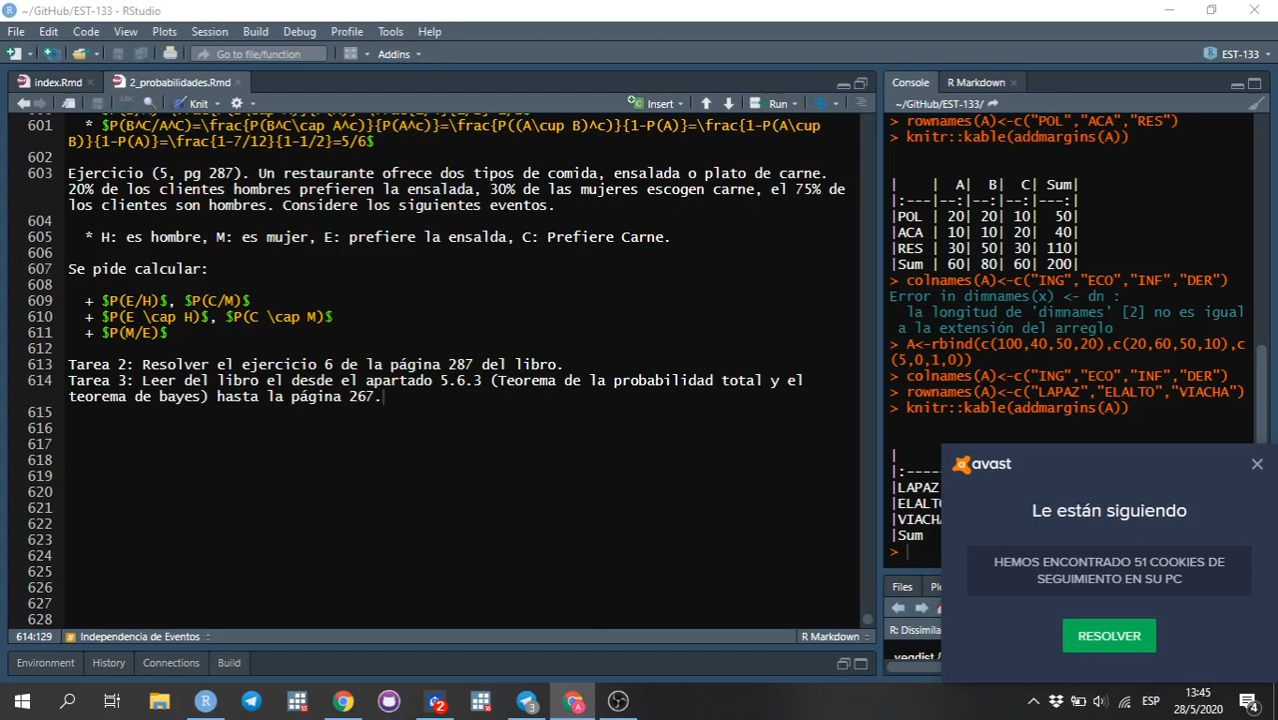 ~/GitHub/EST-133 - RStudio
File Edit Code View Plots Session Build Debug Profile Tools Help
Go to file/function
Addins
EST-133
index.Rmd
2_probabilidades.Rmd
Knit
Insert
Run
601 * $P(B^C/A^C)=\frac{P(B^C\cap A^c)}{P(A^c)}=\frac{P((A\cup B)^c)}{1-P(A)}=\frac{1-P(A\cup
B)}{1-P(A)}=\frac{1-7/12}{1-1/2}=5/6$
602
603 Ejercicio (5, pg 287). Un restaurante ofrece dos tipos de comida, ensalada o plato de carne.
20% de los clientes hombres prefieren la ensalada, 30% de las mujeres escogen carne, el 75% de
los clientes son hombres. Considere los siguientes eventos.
604
605 * H: es hombre, M: es mujer, E: prefiere la ensalda, C: Prefiere Carne.
606
607 Se pide calcular:
608
609 + $P(E/H)$, $P(C/M)$
610 + $P(E \cap H)$, $P(C \cap M)$
611 + $P(M/E)$
612
613 Tarea 2: Resolver el ejercicio 6 de la página 287 del libro.
614 Tarea 3: Leer del libro el desde el apartado 5.6.3 (Teorema de la probabilidad total y el
teorema de bayes) hasta la página 267.
615
616
617
618
619
620
621
622
623
624
625
626
627
628
614:129 Independencia de Eventos R Markdown
Environment History Connections Build
Console R Markdown
~/GitHub/EST-133/
> rownames(A)<-c("POL","ACA","RES")
> knitr::kable(addmargins(A))
| | A| B| C| Sum|
|:---|--:|--:|--:|---:|
|POL | 20| 20| 10| 50|
|ACA | 10| 10| 20| 40|
|RES | 30| 50| 30| 110|
|Sum | 60| 80| 60| 200|
> colnames(A)<-c("ING","ECO","INF","DER")
Error in dimnames(x) <- dn :
la longitud de 'dimnames' [2] no es igual
a la extensión del arreglo
> A<-rbind(c(100,40,50,20),c(20,60,50,10),c
(5,0,1,0))
> colnames(A)<-c("ING","ECO","INF","DER")
> rownames(A)<-c("LAPAZ","ELALTO","VIACHA")
> knitr::kable(addmargins(A))
|
|:----
|LAPAZ
|ELALTO
|VIACHA
|Sum
>
Files
R: Dissimila
vegdist
avast
Le están siguiendo
HEMOS ENCONTRADO 51 COOKIES DE
SEGUIMIENTO EN SU PC
RESOLVER
2
3
A
ESP
13:45
28/5/2020
4